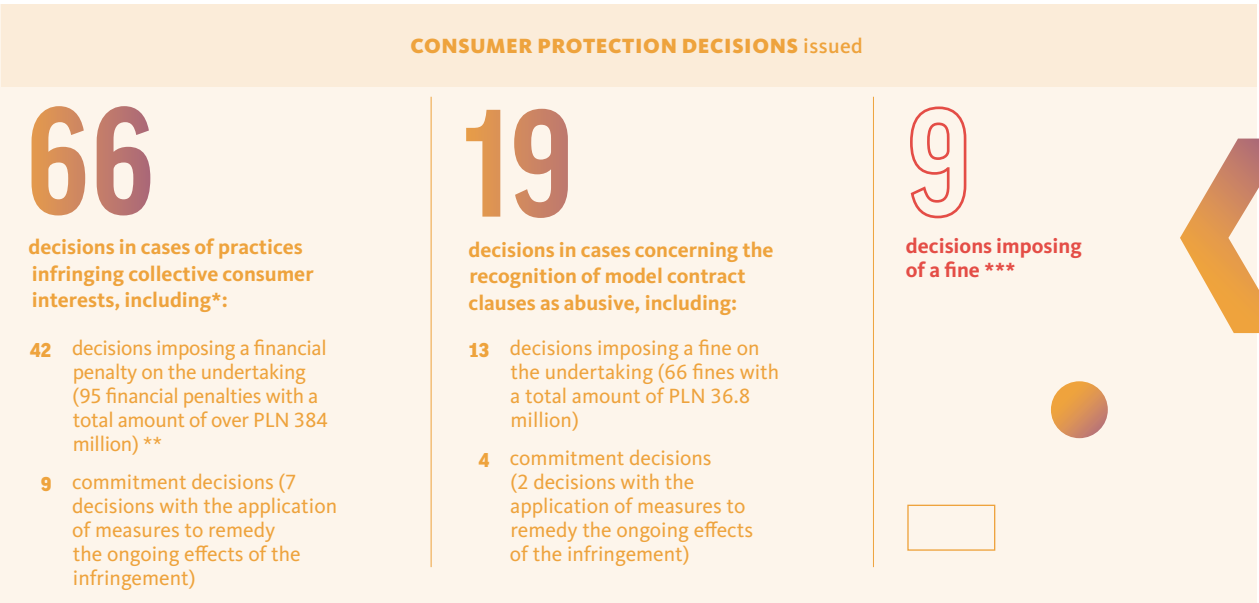 CONSUMER PROTECTION DECISIONS issued
66
decisions in cases of practices
infringing collective consumer
interests, including*:
42 decisions imposing a financial
penalty on the undertaking
(95 financial penalties with a
total amount of over PLN 384
million) **
9 commitment decisions (7
decisions with the application
of measures to remedy
the ongoing effects of the
infringement)
19
decisions in cases concerning the
recognition of model contract
clauses as abusive, including:
13 decisions imposing a fine on
the undertaking (66 fines with
a total amount of PLN 36.8
million)
4 commitment decisions
(2 decisions with the
application of measures to
remedy the ongoing effects
of the infringement)
9
decisions imposing
of a fine ***